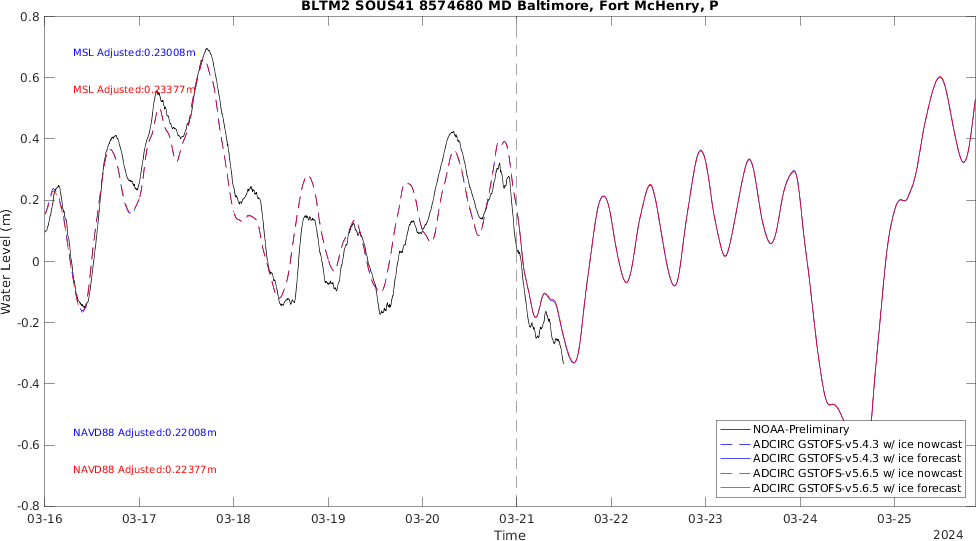 BLTM2 SOUS41 8574680 MD Baltimore, Fort McHenry, P
0.8
0.6
0.4
0.2
0
-0.2
-0.4
-0.6
-0.8
Water Level (m)
MSL Adjusted:0.23008m
MSL Adjusted:0.23377m
NAVD88 Adjusted:0.22008m
NAVD88 Adjusted:0.22377m
NOAA-Preliminary
ADCIRC GSTOFS-v5.4.3 w/ ice nowcast
ADCIRC GSTOFS-v5.4.3 w/ ice forecast
ADCIRC GSTOFS-v5.6.5 w/ ice nowcast
ADCIRC GSTOFS-v5.6.5 w/ ice forecast
03-16 03-17 03-18 03-19 03-20 03-21 03-22 03-23 03-24 03-25
Time
2024